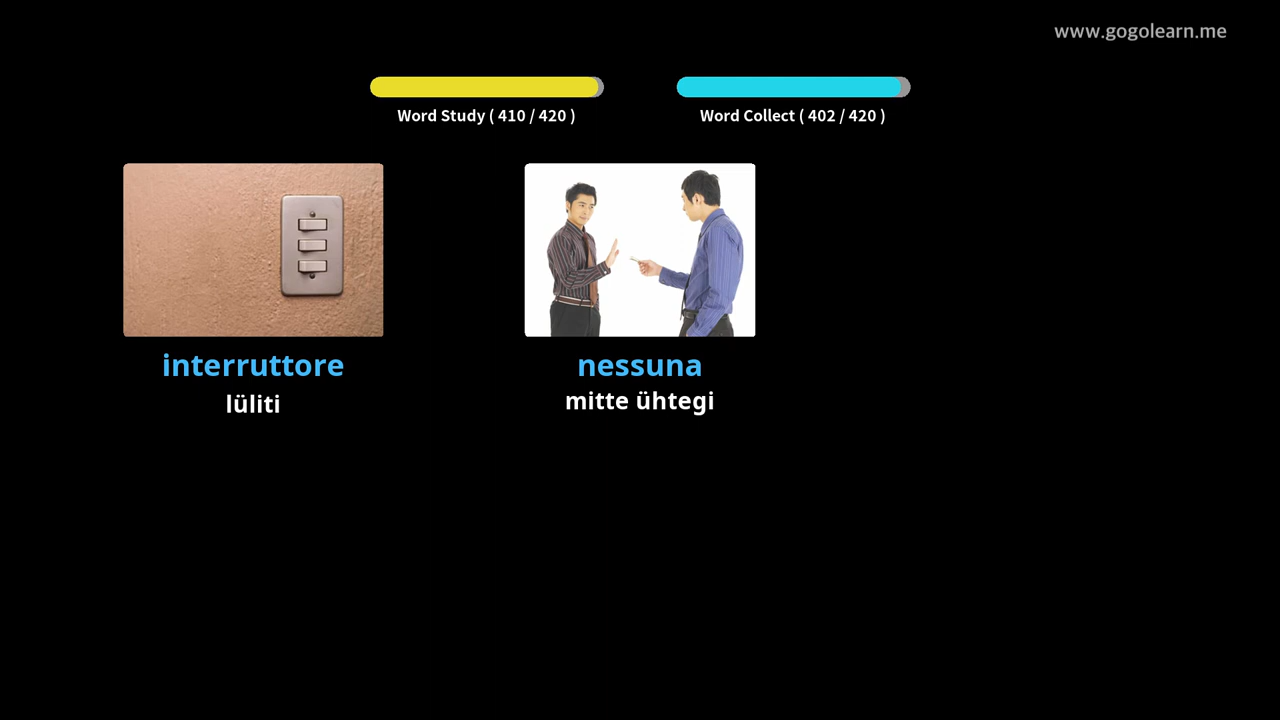 www.gogolearn.me
Word Study ( 410 / 420 )
Word Collect ( 402 / 420 )
interruttore
lüliti
nessuna
mitte ühtegi